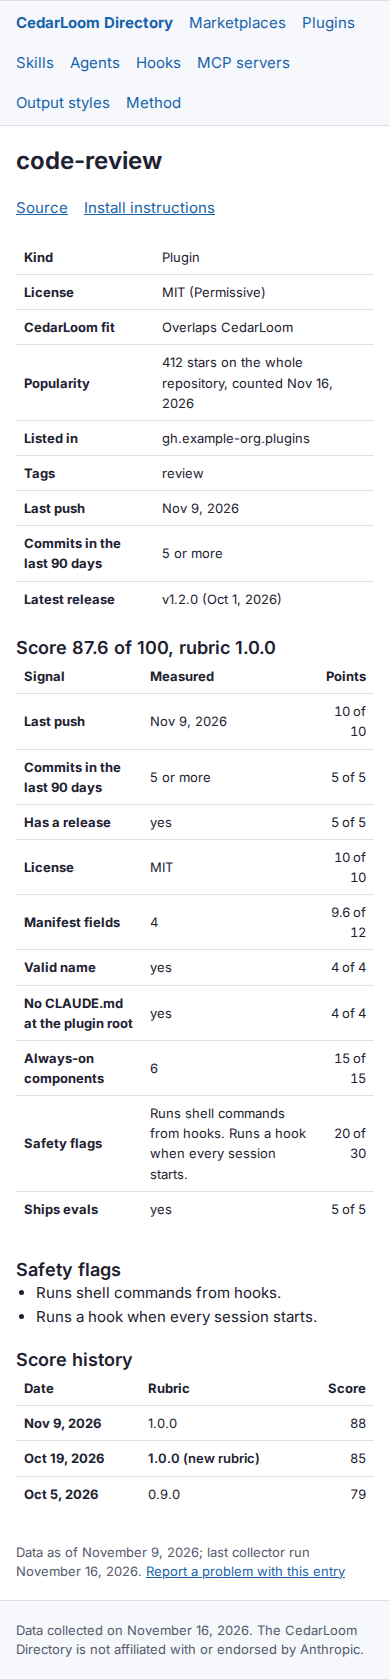 CedarLoom Directory Marketplaces Plugins
Skills Agents Hooks MCP servers
Output styles Method
code-review
Source Install instructions
Kind Plugin
License MIT (Permissive)
CedarLoom fit Overlaps CedarLoom
Popularity 412 stars on the whole
repository, counted Nov 16,
2026
Listed in gh.example-org.plugins
Tags review
Last push Nov 9, 2026
Commits in the
last 90 days 5 or more
Latest release v1.2.0 (Oct 1, 2026)
Score 87.6 of 100, rubric 1.0.0
Signal Measured Points
Last push Nov 9, 2026 10 of
10
Commits in the
last 90 days 5 or more 5 of 5
Has a release yes 5 of 5
License MIT 10 of
10
Manifest fields 4 9.6 of
12
Valid name yes 4 of 4
No CLAUDE.md
at the plugin root yes 4 of 4
Always-on
components 6 15 of
15
Safety flags Runs shell commands
from hooks. Runs a hook
when every session
starts. 20 of
30
Ships evals yes 5 of 5
Safety flags
• Runs shell commands from hooks.
• Runs a hook when every session starts.
Score history
Date Rubric Score
Nov 9, 2026 1.0.0 88
Oct 19, 2026 1.0.0 (new rubric) 85
Oct 5, 2026 0.9.0 79
Data as of November 9, 2026; last collector run
November 16, 2026. Report a problem with this entry
Data collected on November 16, 2026. The CedarLoom
Directory is not affiliated with or endorsed by Anthropic.